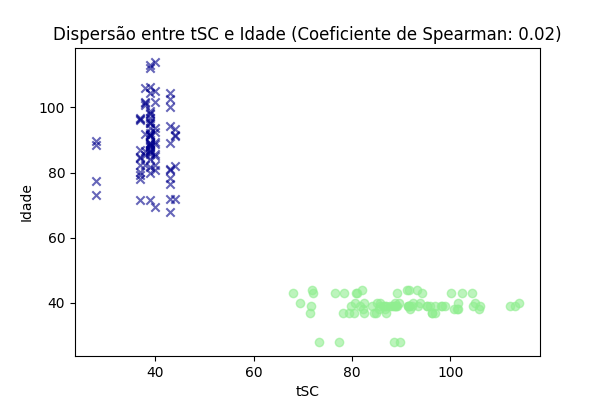 Dispersão entre tSC e Idade (Coeficiente de Spearman: 0.02)
100
80
60
40
Idade
40 60 80 100
tSC